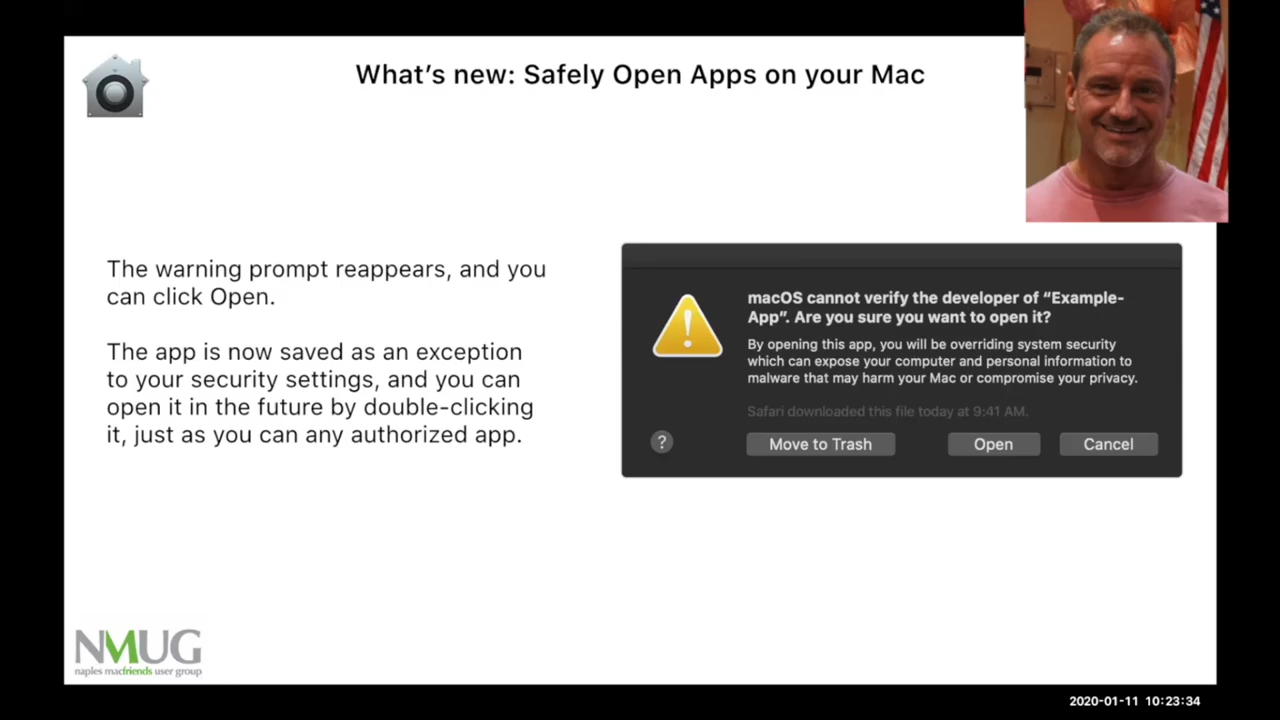 What's new: Safely Open Apps on your Mac
The warning prompt reappears, and you
can click Open.
The app is now saved as an exception
to your security settings, and you can
open it in the future by double-clicking
it, just as you can any authorized app.
macOS cannot verify the developer of “Example-
App”. Are you sure you want to open it?
By opening this app, you will be overriding system security
which can expose your computer and personal information to
malware that may harm your Mac or compromise your privacy.
Safari downloaded this file today at 9:41 AM.
?
Move to Trash
Open
Cancel
NMUG
naples macfriends user group
2020-01-11 10:23:34